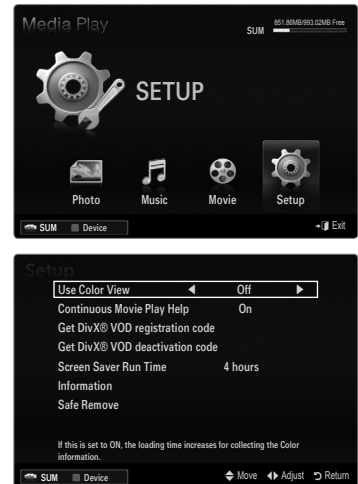 Media Play
SUM 851.86MB/993.02MB Free
SETUP
Photo Music Movie Setup
SUM Device Exit
Setup
Use Color View ◀ Off ▶
Continuous Movie Play Help On
Get DivX® VOD registration code
Get DivX® VOD deactivation code
Screen Saver Run Time 4 hours
Information
Safe Remove
If this is set to ON, the loading time increases for collecting the Color
information.
SUM Device Move Adjust Return